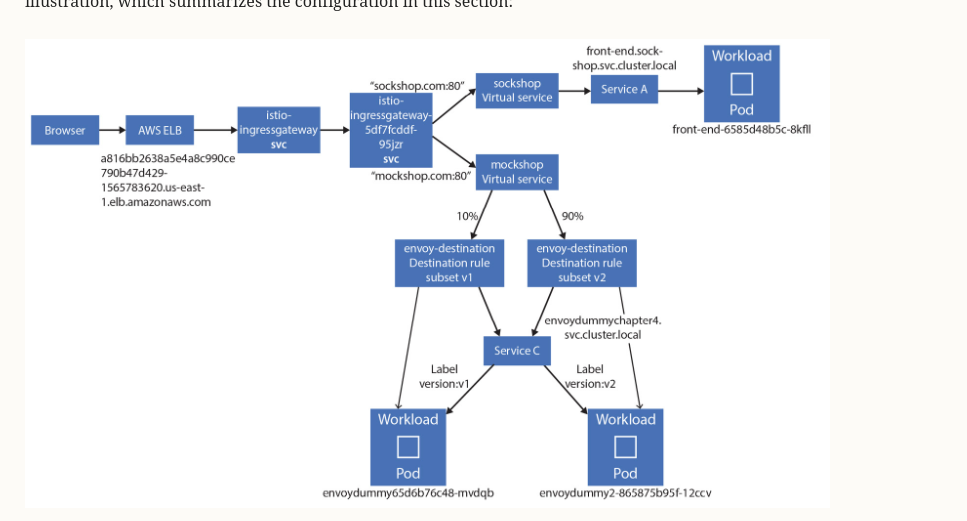 illustration, which summarizes the configuration in this section:
front-end.sock-
shop.svc.cluster.local
Workload
Pod
front-end-6585d48b5c-8kfll
"sockshop.com:80"
sockshop
Virtual service
Service A
Browser
AWS ELB
istio-
ingressgateway
svc
istio-
ingressgateway-
5df7fcddf-
95jzr
svc
a816bb2638a5e4a8c990ce
790b47d429-
1565783620.us-east-
1.elb.amazonaws.com
"mockshop.com:80"
mockshop
Virtual service
10%
90%
envoy-destination
Destination rule
subset v1
envoy-destination
Destination rule
subset v2
envoydummychapter4.
svc.cluster.local
Service C
Label
version:v1
Label
version:v2
Workload
Pod
envoydummy65d6b76c48-mvdqb
Workload
Pod
envoydummy2-865875b95f-12ccv